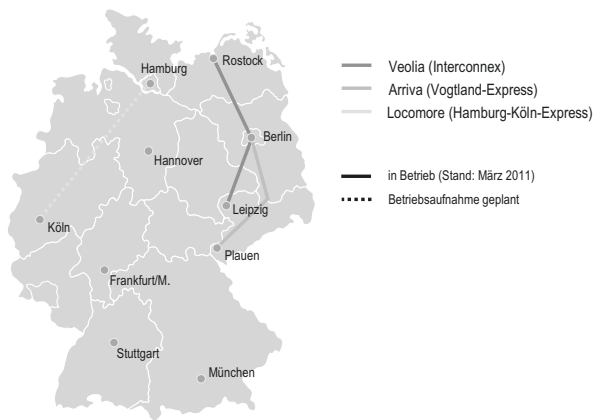 Rostock
Hamburg
Berlin
Hannover
Leipzig
Köln
Plauen
Frankfurt/M.
Stuttgart
München
Veolia (Interconnex)
Arriva (Vogtland-Express)
Locomore (Hamburg-Köln-Express)
in Betrieb (Stand: März 2011)
Betriebsaufnahme geplant